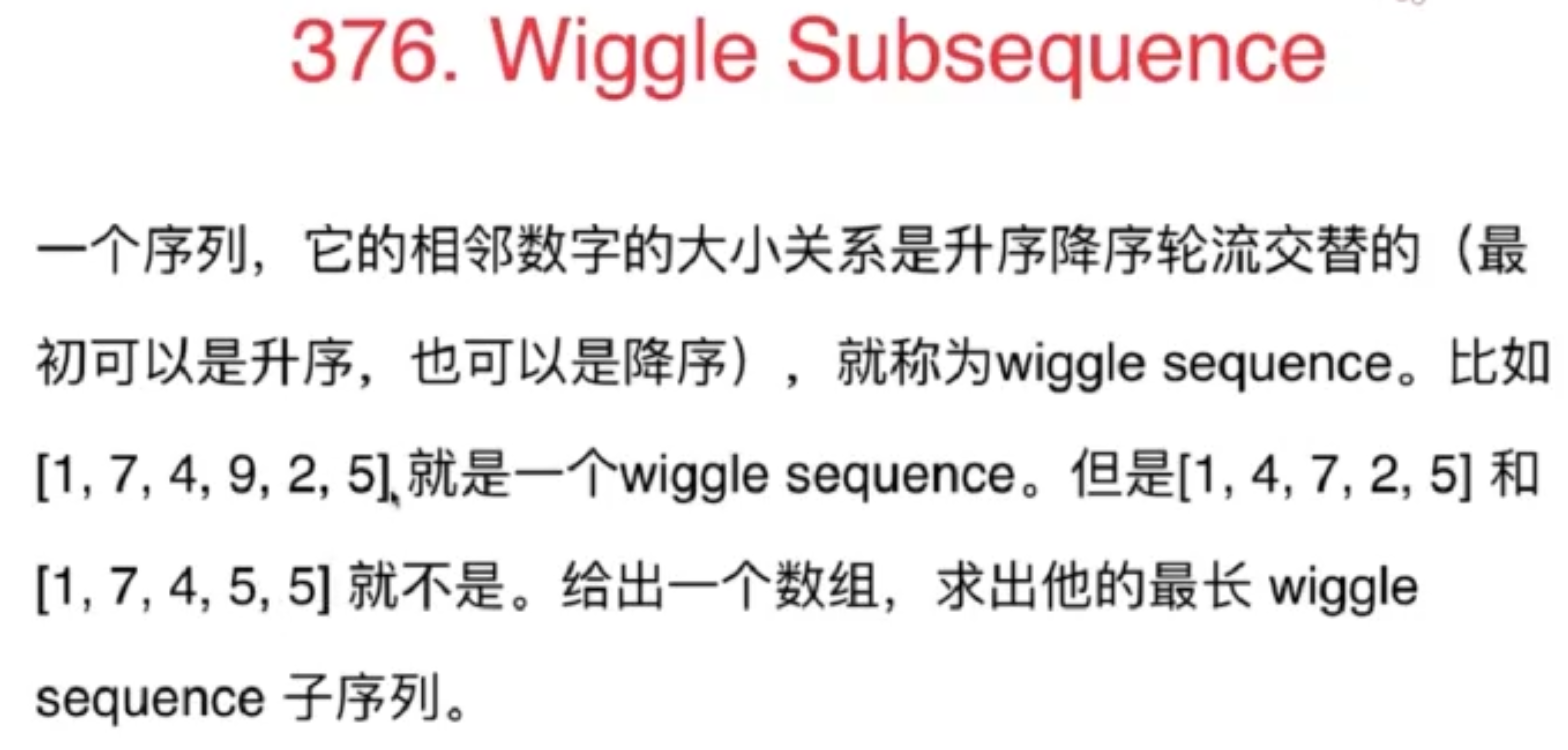 376. Wiggle Subsequence
一个序列，它的相邻数字的大小关系是升序降序轮流交替的（最
初可以是升序，也可以是降序），就称为wiggle sequence。比如
[1, 7, 4, 9, 2, 5] 就是一个wiggle sequence。但是[1, 4, 7, 2, 5] 和
[1, 7, 4, 5, 5] 就不是。给出一个数组，求出他的最长 wiggle
sequence 子序列。